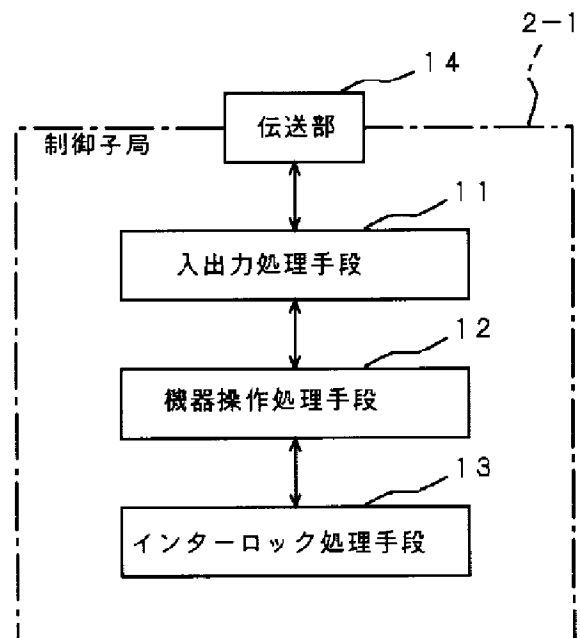 2-1
14
伝送部
制御子局
11
入出力処理手段
12
機器操作処理手段
13
インターロック処理手段